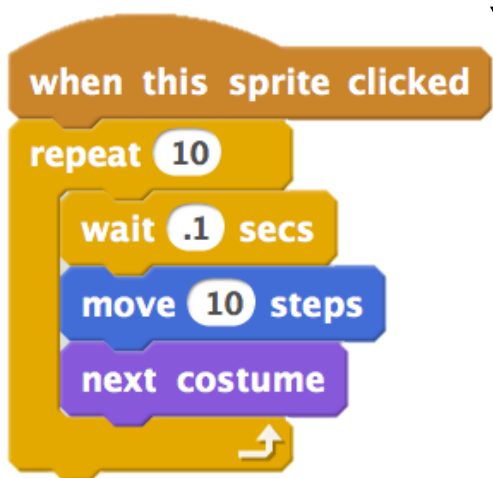 when this sprite clicked
repeat 10
wait .1 secs
move 10 steps
next costume